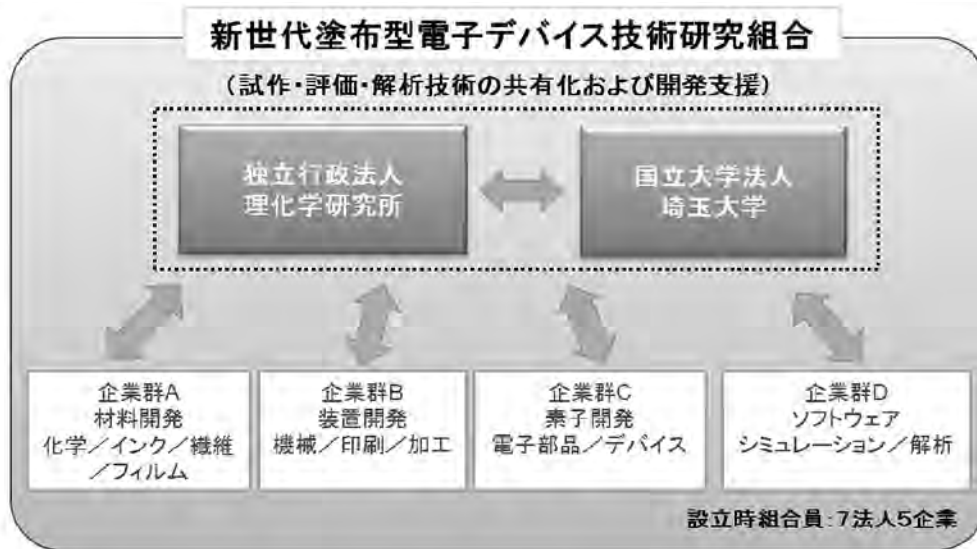 新世代塗布型電子デバイス技術研究組合
(試作・評価・解析技術の共有化および開発支援)
独立行政法人
理化学研究所
国立大学法人
埼玉大学
企業群A
材料開発
化学/インク/繊維
/フィルム
企業群B
装置開発
機械/印刷/加工
企業群C
素子開発
電子部品/デバイス
企業群D
ソフトウェア
シミュレーション/解析
設立時組合員:7法人5企業